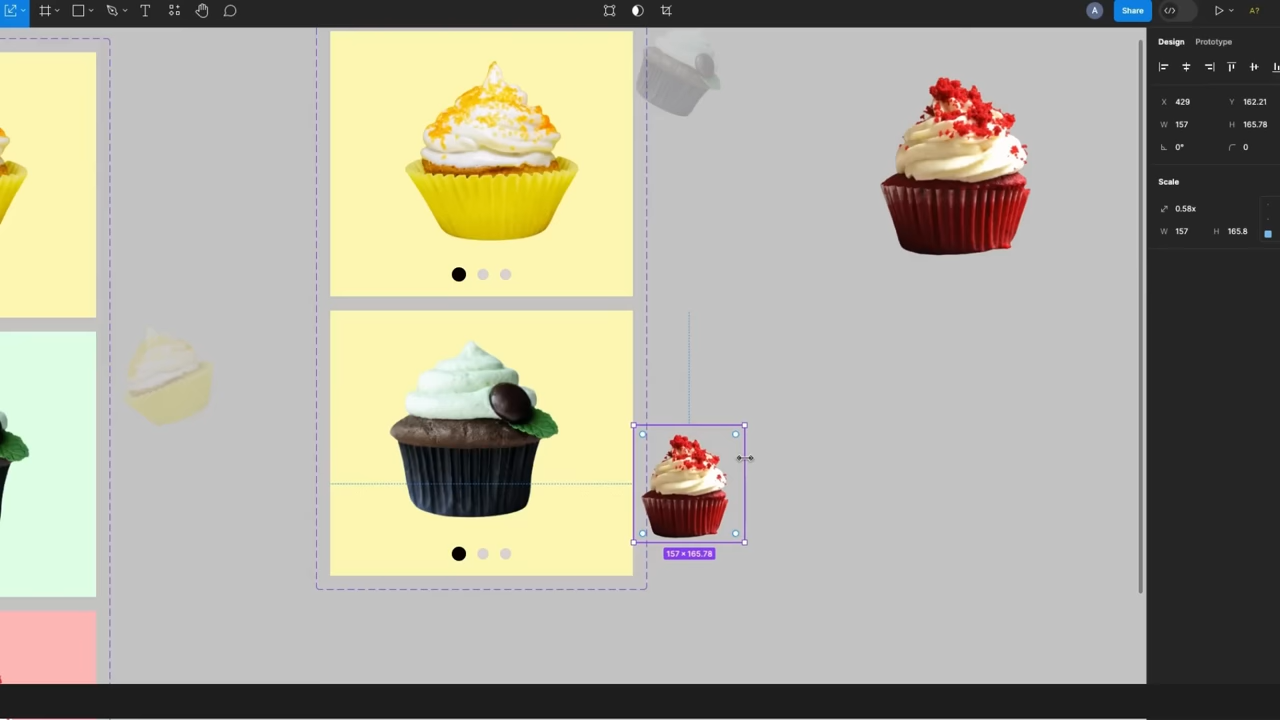 T
A
Share
A?
Design Prototype
X 429 Y 162.21
W 157 H 165.78
0° 0
Scale
0.58x
W 157 H 165.8
157 × 165.78